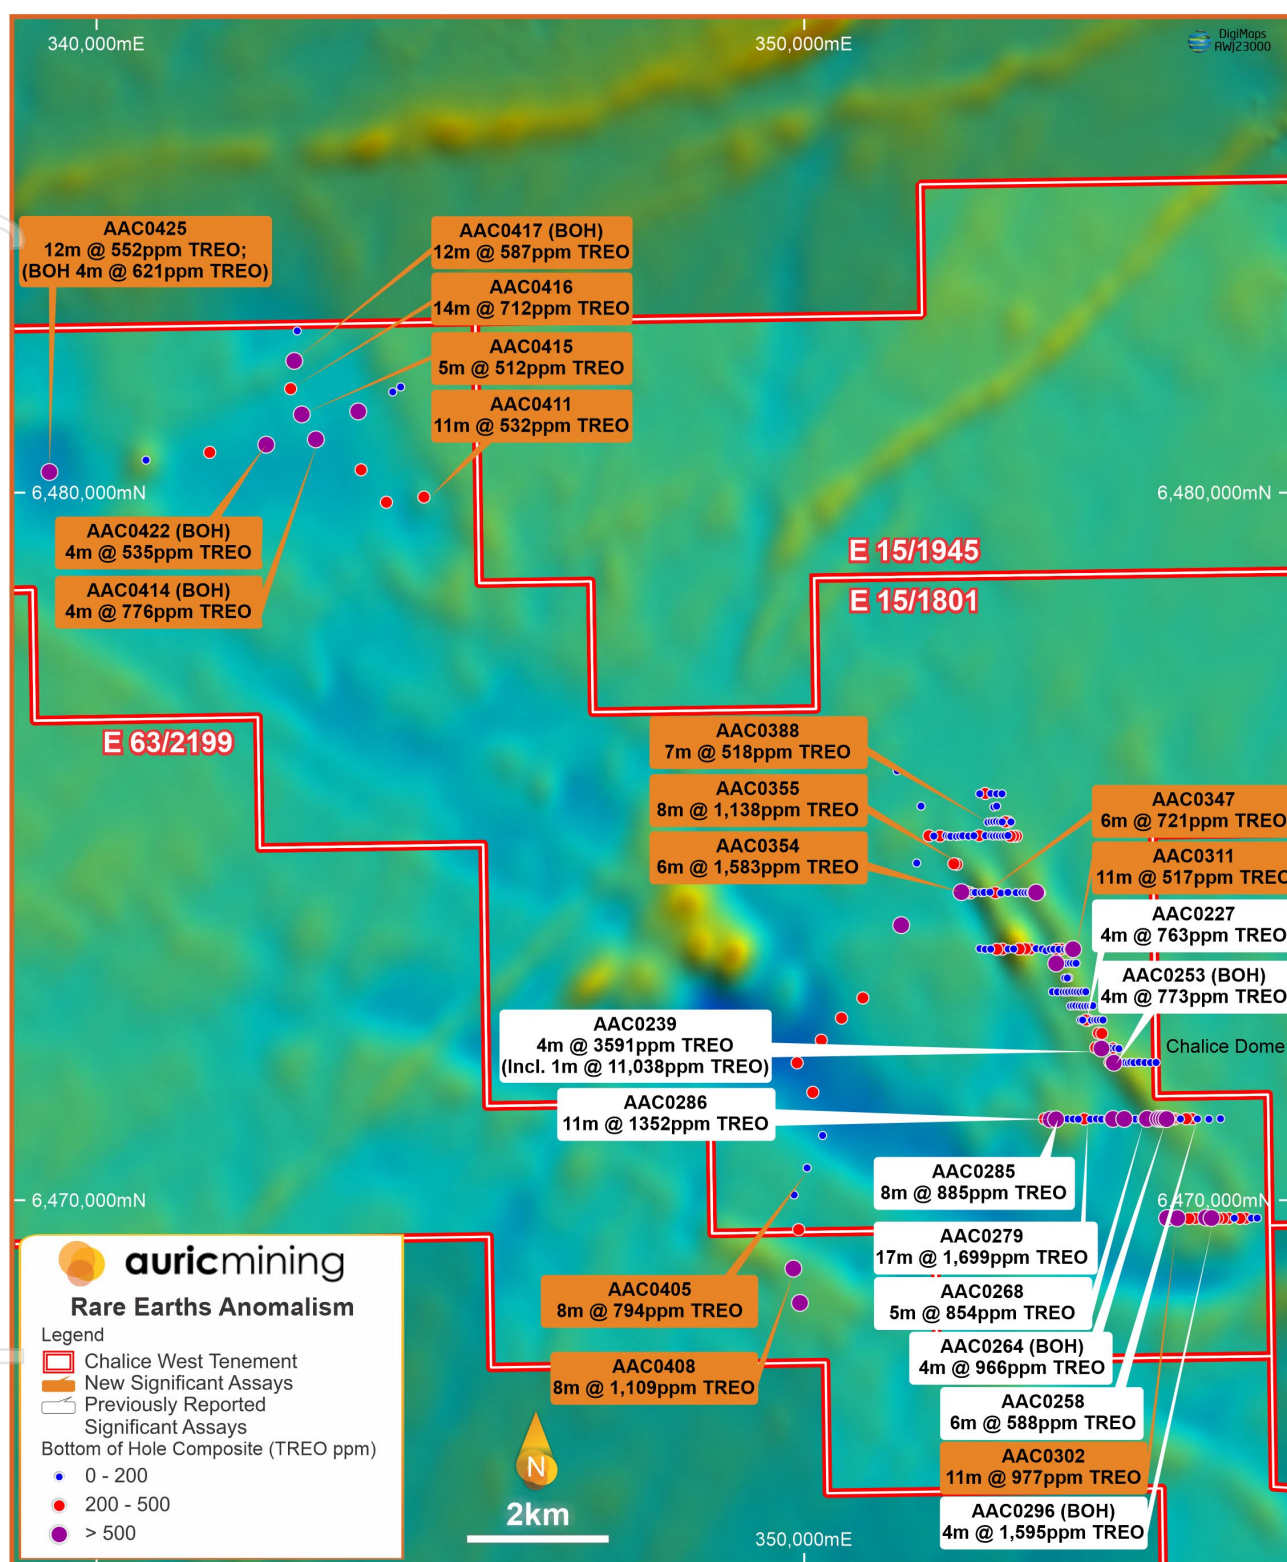 340,000mE
350,000mE
DigiMaps
AWJ23000
AAC0425
12m @ 552ppm TREO;
(BOH 4m @ 621ppm TREO)
AAC0417 (BOH)
12m @ 587ppm TREO
AAC0416
14m @ 712ppm TREO
AAC0415
5m @ 512ppm TREO
AAC0411
11m @ 532ppm TREO
6,480,000mN
6,480,000mN
AAC0422 (BOH)
4m @ 535ppm TREO
AAC0414 (BOH)
4m @ 776ppm TREO
E 15/1945
E 15/1801
E 63/2199
AAC0388
7m @ 518ppm TREO
AAC0355
8m @ 1,138ppm TREO
AAC0354
6m @ 1,583ppm TREO
AAC0347
6m @ 721ppm TREO
AAC0311
11m @ 517ppm TREO
AAC0227
4m @ 763ppm TREO
AAC0253 (BOH)
4m @ 773ppm TREO
AAC0239
4m @ 3591ppm TREO
(Incl. 1m @ 11,038ppm TREO)
Chalice Dome
AAC0286
11m @ 1352ppm TREO
AAC0285
8m @ 885ppm TREO
6,470,000mN
6,470,000mN
AAC0279
17m @ 1,699ppm TREO
AAC0268
5m @ 854ppm TREO
AAC0264 (BOH)
4m @ 966ppm TREO
AAC0258
6m @ 588ppm TREO
AAC0302
11m @ 977ppm TREO
AAC0296 (BOH)
4m @ 1,595ppm TREO
AAC0405
8m @ 794ppm TREO
AAC0408
8m @ 1,109ppm TREO
auricmining
Rare Earths Anomalism
Legend
Chalice West Tenement
New Significant Assays
Previously Reported
Significant Assays
Bottom of Hole Composite (TREO ppm)
0 - 200
200 - 500
> 500
N
2km
350,000mE